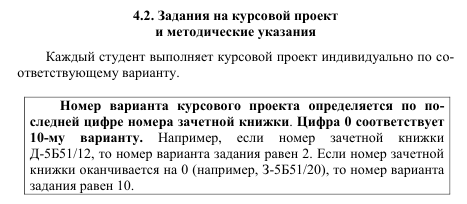 4.2. Задания на курсовой проект
и методические указания
Каждый студент выполняет курсовой проект индивидуально по со-
ответствующему варианту.
Номер варианта курсового проекта определяется по по-
следней цифре номера зачетной книжки. Цифра 0 соответствует
10-му варианту. Например, если номер зачетной книжки
Д-5Б51/12, то номер варианта задания равен 2. Если номер зачетной
книжки оканчивается на 0 (например, З-5Б51/20), то номер варианта
задания равен 10.